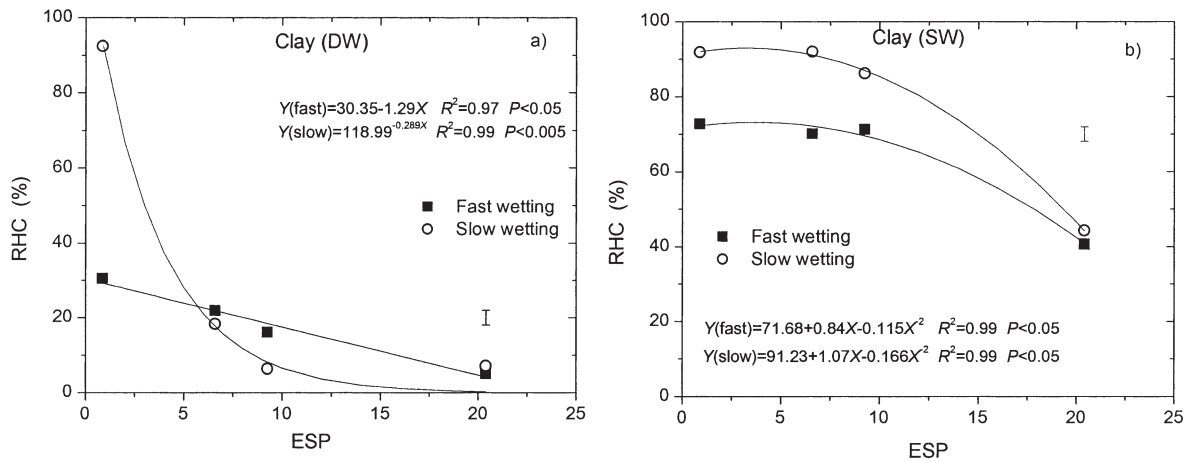 100
80
60
40
20
0
RHC (%)
Clay (DW)
a)
Y(fast)=30.35-1.29X R²=0.97 P<0.05
Y(slow)=118.99⁻⁰·²⁸⁹ˣ R²=0.99 P<0.005
Fast wetting
Slow wetting
0 5 10 15 20 25
ESP
100
80
60
40
20
0
RHC (%)
Clay (SW)
b)
Fast wetting
Slow wetting
Y(fast)=71.68+0.84X-0.115X² R²=0.99 P<0.05
Y(slow)=91.23+1.07X-0.166X² R²=0.99 P<0.05
0 5 10 15 20 25
ESP